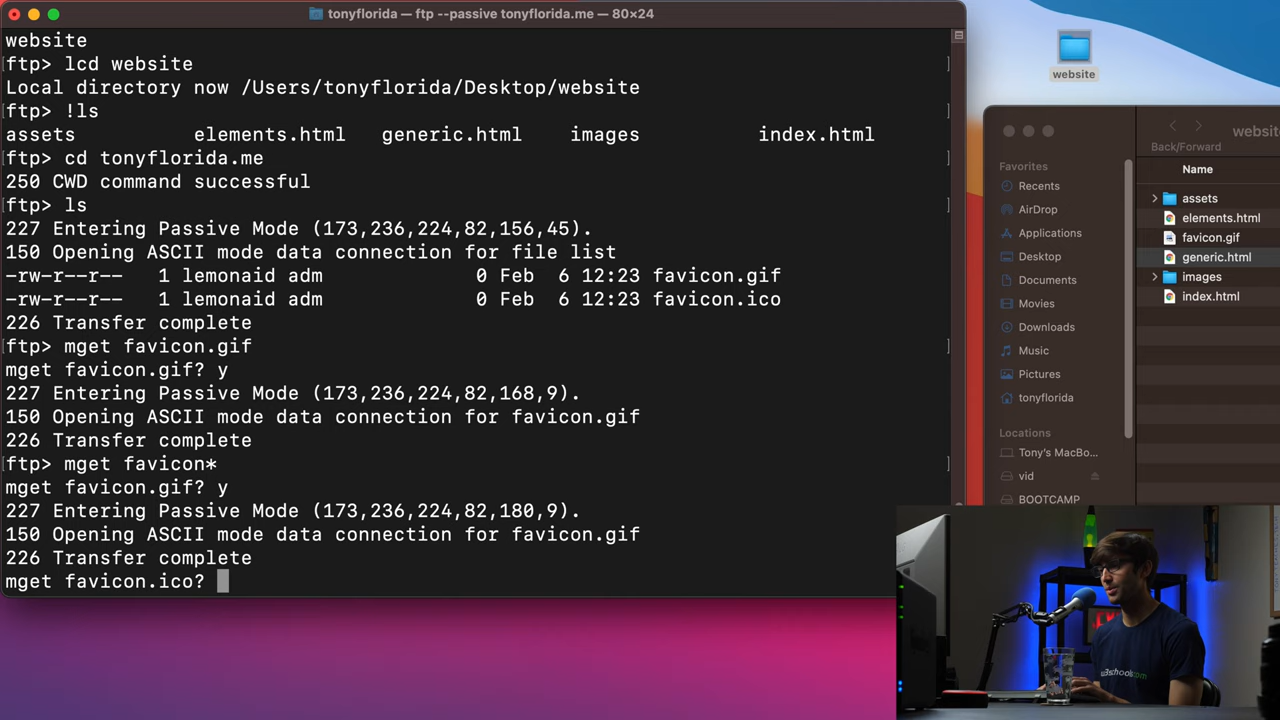 tonyflorida — ftp --passive tonyflorida.me — 80×24
website
ftp> lcd website
Local directory now /Users/tonyflorida/Desktop/website
ftp> !ls
assets elements.html generic.html images index.html
ftp> cd tonyflorida.me
250 CWD command successful
ftp> ls
227 Entering Passive Mode (173,236,224,82,156,45).
150 Opening ASCII mode data connection for file list
-rw-r--r-- 1 lemonaid adm 0 Feb 6 12:23 favicon.gif
-rw-r--r-- 1 lemonaid adm 0 Feb 6 12:23 favicon.ico
226 Transfer complete
ftp> mget favicon.gif
mget favicon.gif? y
227 Entering Passive Mode (173,236,224,82,168,9).
150 Opening ASCII mode data connection for favicon.gif
226 Transfer complete
ftp> mget favicon*
mget favicon.gif? y
227 Entering Passive Mode (173,236,224,82,180,9).
150 Opening ASCII mode data connection for favicon.gif
226 Transfer complete
mget favicon.ico?
website
websit
Back/Forward
Favorites
Recents
AirDrop
Applications
Desktop
Documents
Movies
Downloads
Music
Pictures
tonyflorida
Locations
Tony's MacBo...
vid
BOOTCAMP
Name
assets
elements.html
favicon.gif
generic.html
images
index.html